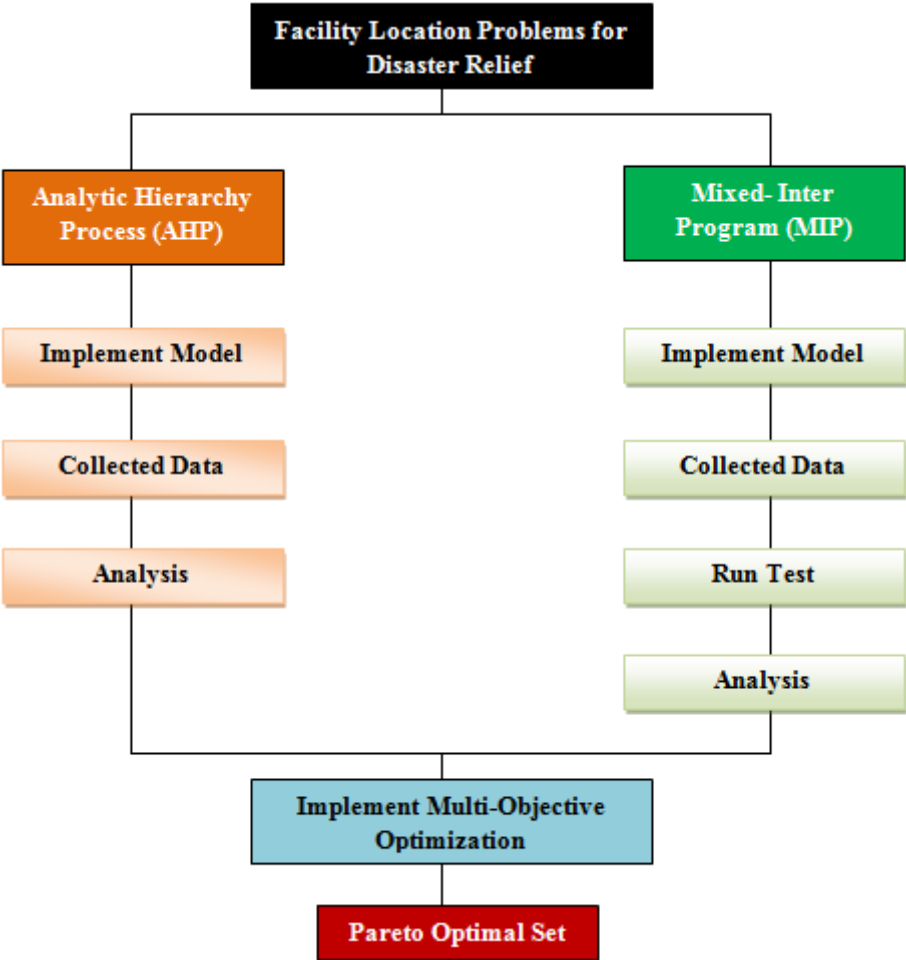 Facility Location Problems for
Disaster Relief
Analytic Hierarchy
Process (AHP)
Implement Model
Collected Data
Analysis
Mixed- Inter
Program (MIP)
Implement Model
Collected Data
Run Test
Analysis
Implement Multi-Objective
Optimization
Pareto Optimal Set